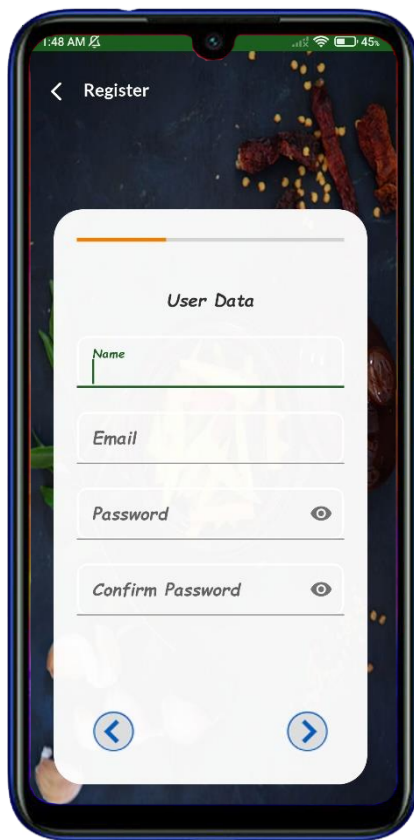 1:48 AM 45%
Register
User Data
Name
Email
Password
Confirm Password